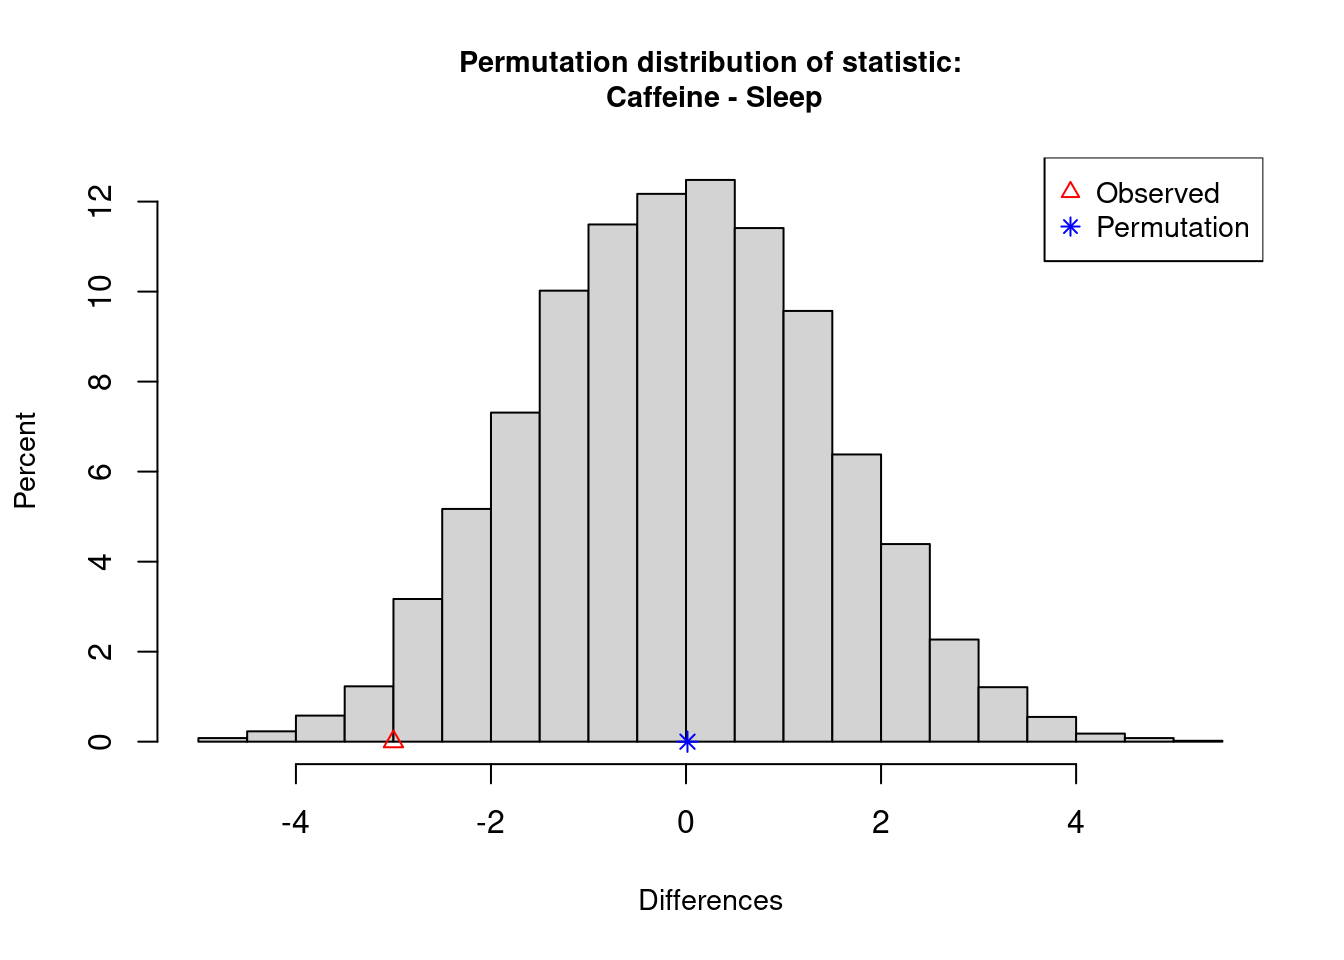 Permutation distribution of statistic:
Caffeine - Sleep
Observed
Permutation
Percent
12
10
8
6
4
2
0
-4 -2 0 2 4
Differences